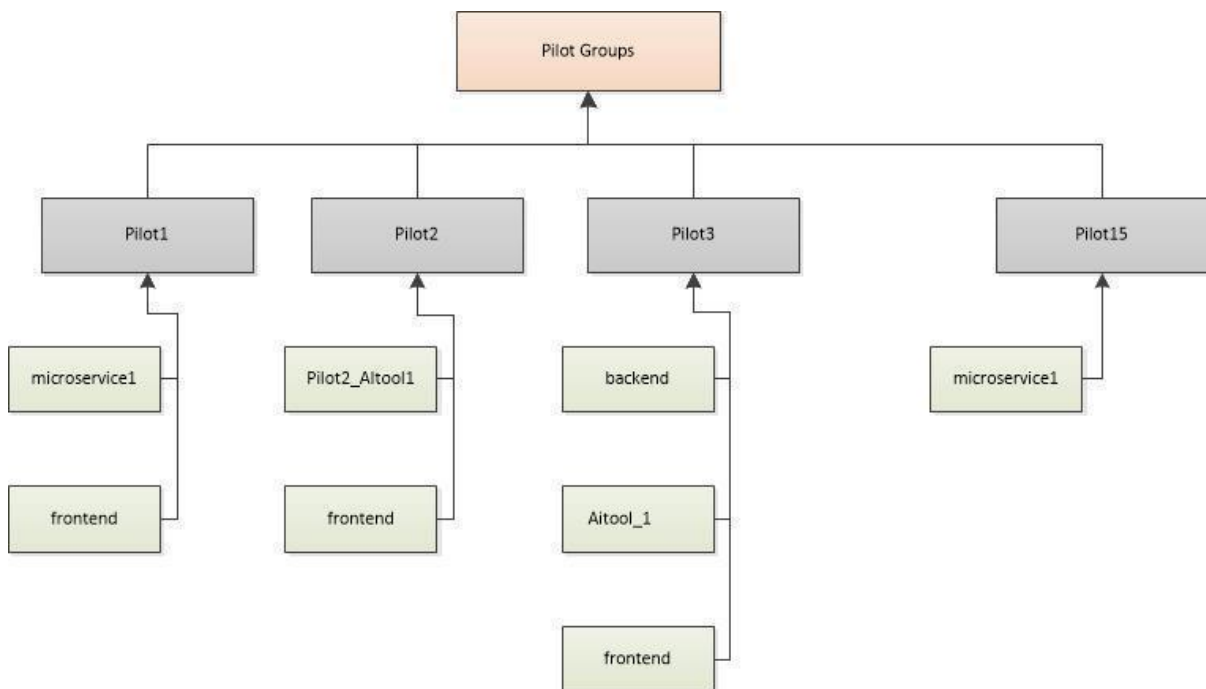 Pilot Groups
Pilot1
Pilot2
Pilot3
Pilot15
microservice1
Pilot2_AItool1
backend
microservice1
frontend
frontend
Aitool_1
frontend